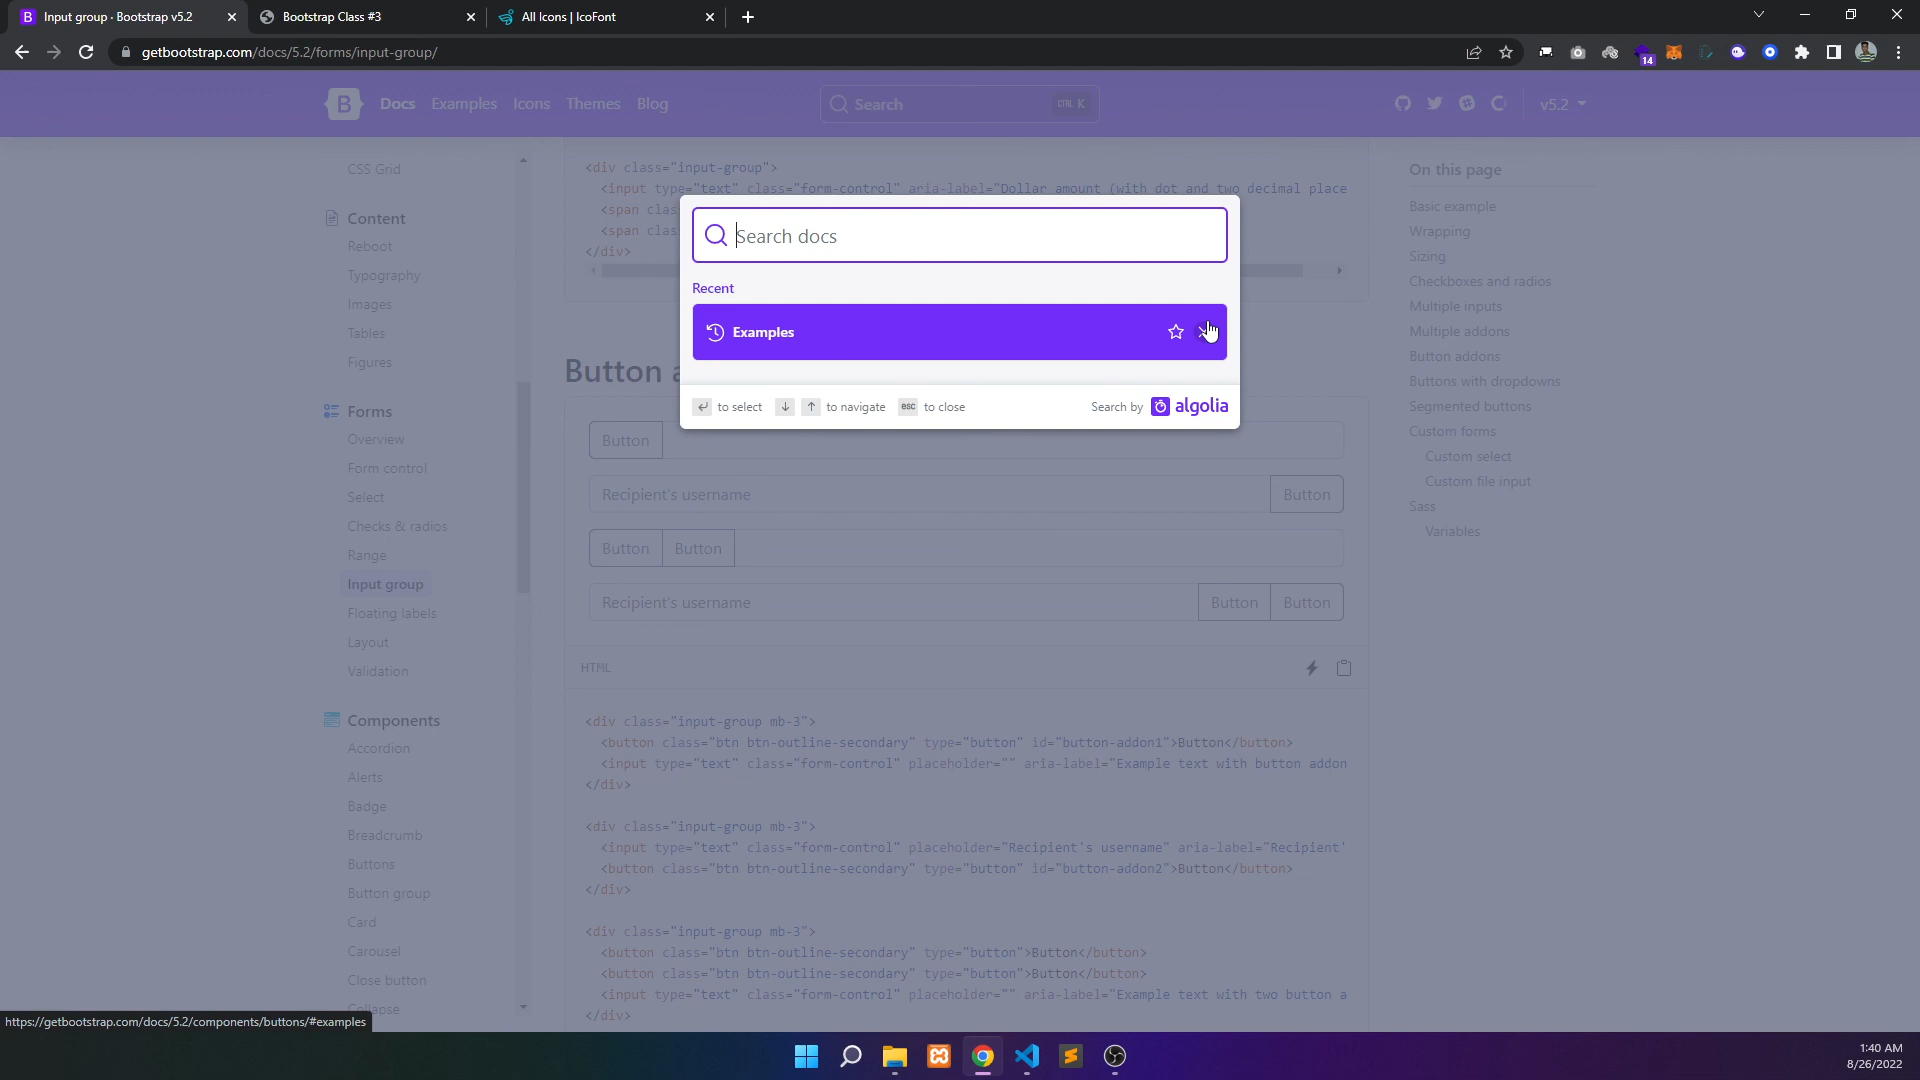 Input group · Bootstrap v5.2
Bootstrap Class #3
All Icons | IcoFont
getbootstrap.com/docs/5.2/forms/input-group/
14
B
Docs
Examples
Icons
Themes
Blog
Search
CTRL K
v5.2
CSS Grid
Content
Reboot
Typography
Images
Tables
Figures
Forms
Overview
Form control
Select
Checks & radios
Range
Input group
Floating labels
Layout
Validation
Components
Accordion
Alerts
Badge
Breadcrumb
Buttons
Button group
Card
Carousel
Close button
Collapse
https://getbootstrap.com/docs/5.2/components/buttons/#examples
<div class="input-group">
<input type="text" class="form-control" aria-label="Dollar amount (with dot and two decimal place
<span clas
<span clas
</div>
Search docs
Recent
Examples
to select
to navigate
esc to close
Search by algolia
Button a
Button
Recipient's username
Button
Button
Button
Recipient's username
Button
Button
HTML
<div class="input-group mb-3">
<button class="btn btn-outline-secondary" type="button" id="button-addon1">Button</button>
<input type="text" class="form-control" placeholder="" aria-label="Example text with button addon
</div>
<div class="input-group mb-3">
<input type="text" class="form-control" placeholder="Recipient's username" aria-label="Recipient'
<button class="btn btn-outline-secondary" type="button" id="button-addon2">Button</button>
</div>
<div class="input-group mb-3">
<button class="btn btn-outline-secondary" type="button">Button</button>
<button class="btn btn-outline-secondary" type="button">Button</button>
<input type="text" class="form-control" placeholder="" aria-label="Example text with two button a
</div>
On this page
Basic example
Wrapping
Sizing
Checkboxes and radios
Multiple inputs
Multiple addons
Button addons
Buttons with dropdowns
Segmented buttons
Custom forms
Custom select
Custom file input
Sass
Variables
1:40 AM
8/26/2022